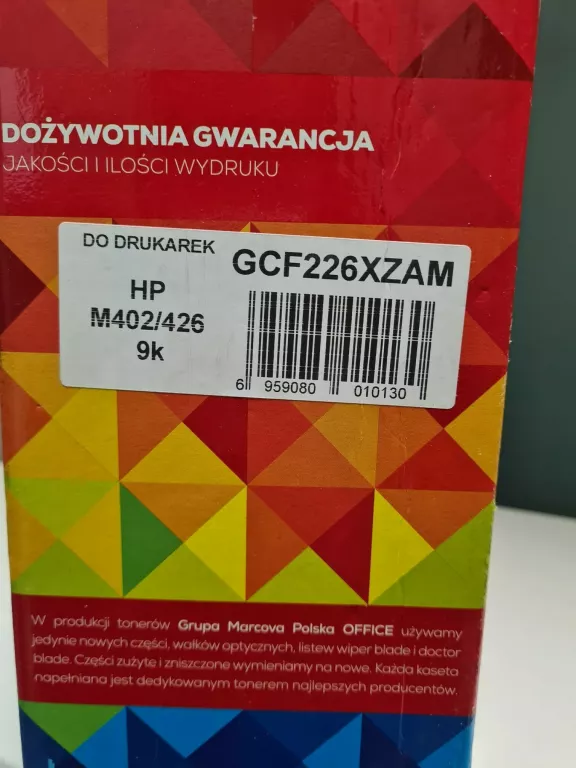 DOŻYWOTNIA GWARANCJA
JAKOŚCI I ILOŚCI WYDRUKU
DO DRUKAREK
HP
M402/426
9k
GCF226XZAM
6 959080 010130
W produkcji tonerów Grupa Marcova Polska OFFICE używamy
jedynie nowych części, wałków optycznych, listew wiper blade i doctor
blade. Części zużyte i zniszczone wymieniamy na nowe. Każda kaseta
napełniana jest dedykowanym tonerem najlepszych producentów.